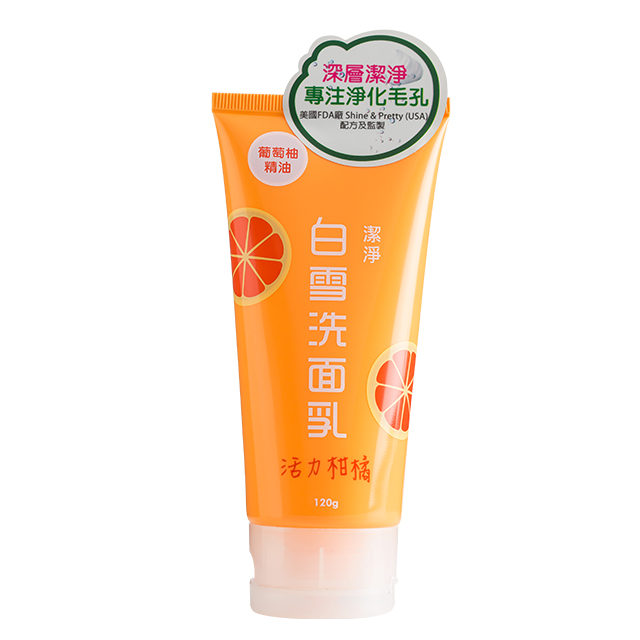 深層潔淨
專注淨化毛孔
美國FDA廠 Shine & Pretty (USA)
配方及監製
葡萄柚
精油
潔淨
白雪洗面乳
活力柑橘
120g